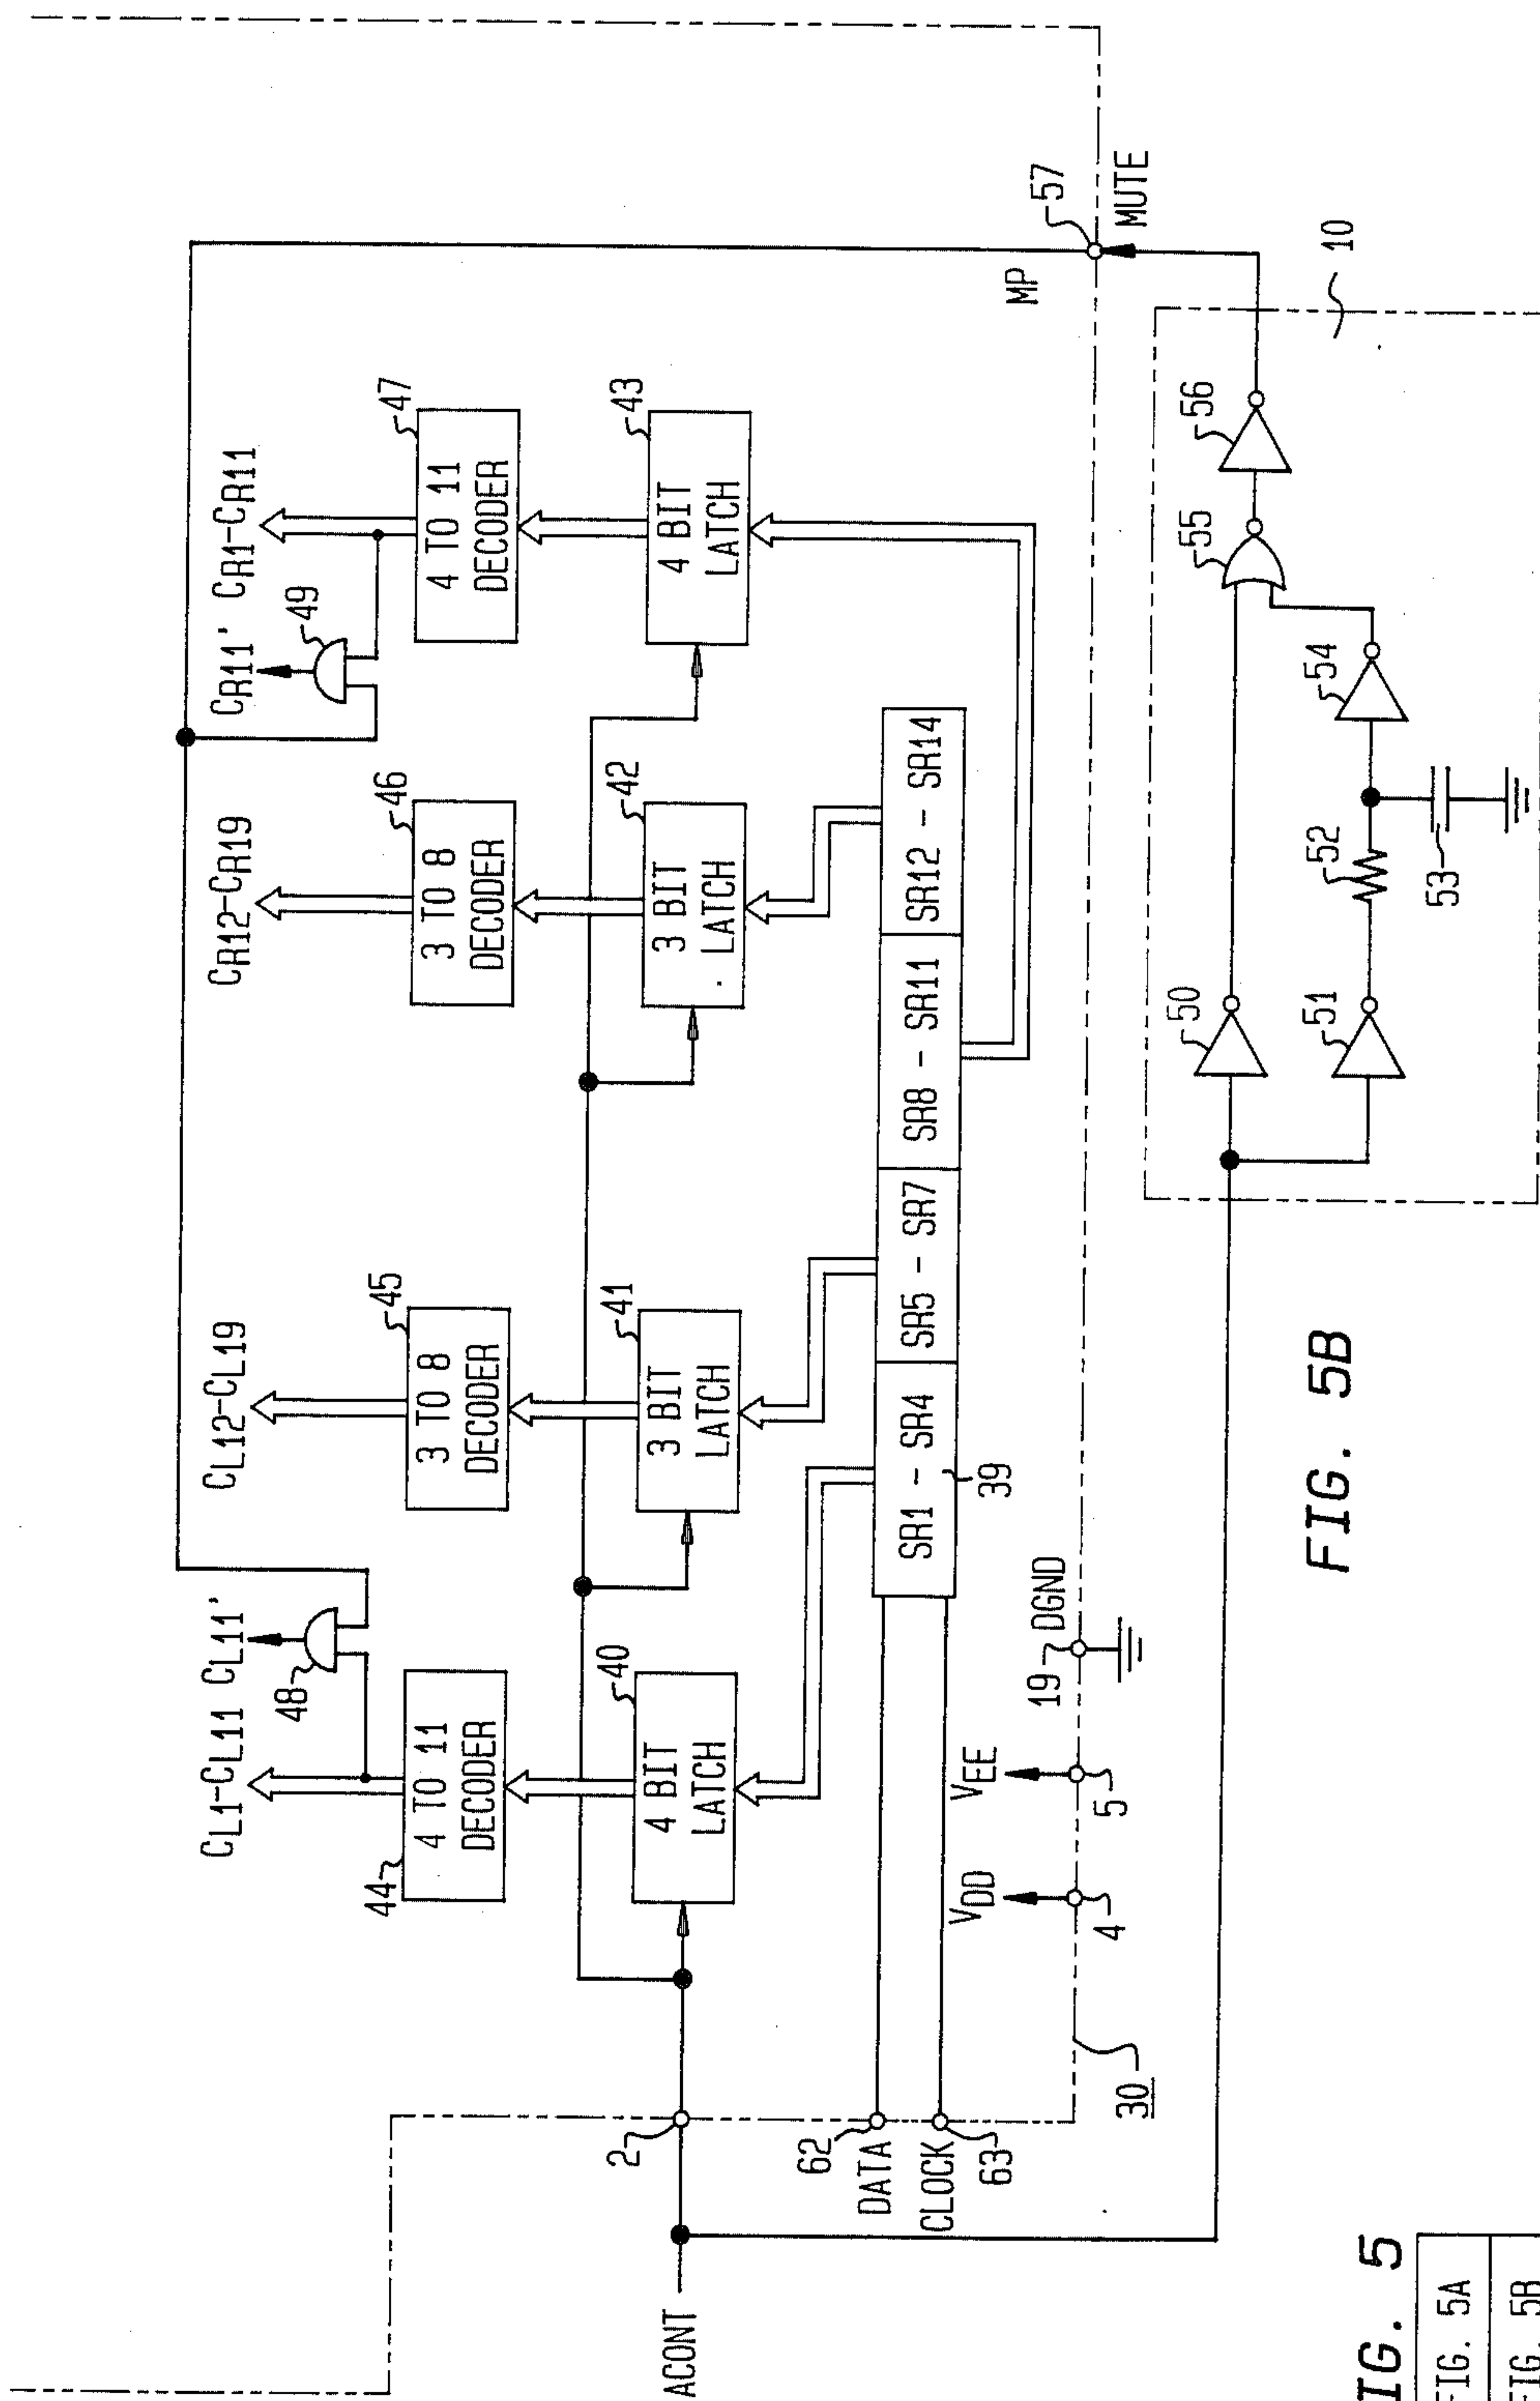 CL1-CL11 CL11'
CL12-CL19
CR12-CR19
CR11' CR1-CR11
48
49
44
4 TO 11
DECODER
45
3 TO 8
DECODER
46
3 TO 8
DECODER
47
4 TO 11
DECODER
40
4 BIT
LATCH
41
3 BIT
LATCH
42
3 BIT
LATCH
43
4 BIT
LATCH
ACONT
2
62
DATA
CLOCK
63
SR1 - SR4
SR5 - SR7
SR8 - SR11
SR12 - SR14
39
VDD
4
VEE
5
19
DGND
30
MP
57
MUTE
10
50
51
52
53
54
55
56
FIG. 5B
IG. 5
FIG. 5A
FIG. 5B